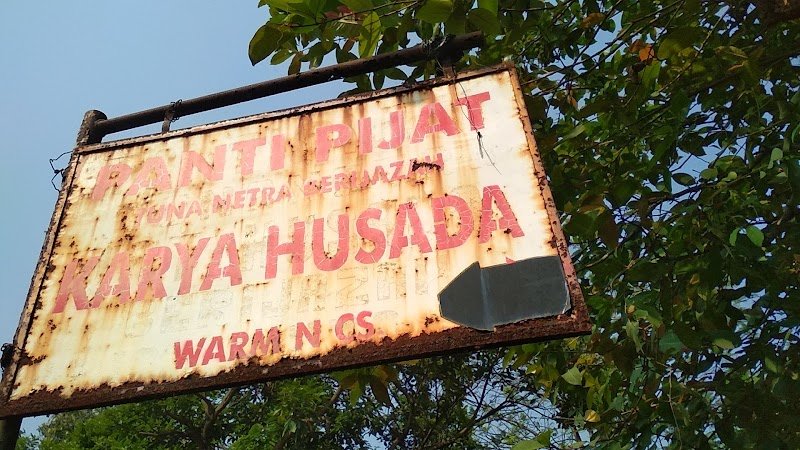 PANTI PIJAT
TUNA NETRA BERIJAZAH
KARYA HUSADA
WARM N OS